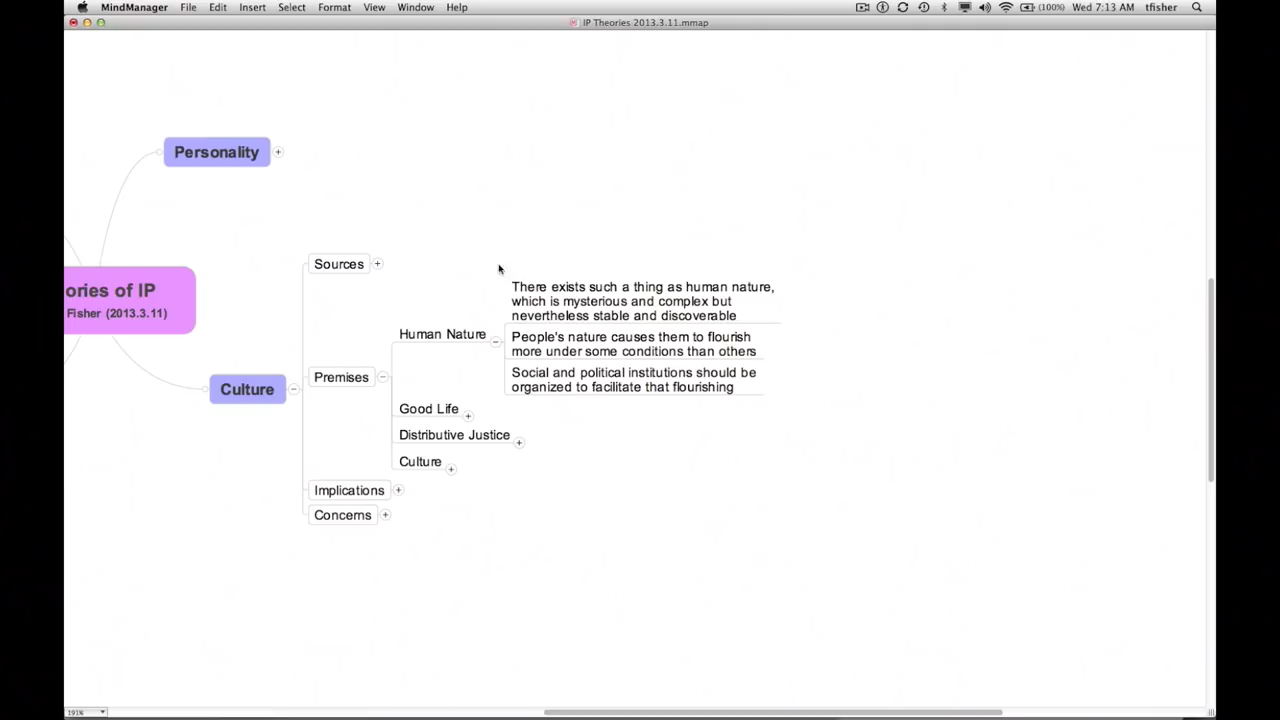 MindManager File Edit Insert Select Format View Window Help (100%) Wed 7:13 AM tfisher
IP Theories 2013.3.11.mmap
Personality
ories of IP
Fisher (2013.3.11)
Culture
Sources
Premises
Human Nature
There exists such a thing as human nature,
which is mysterious and complex but
nevertheless stable and discoverable
People's nature causes them to flourish
more under some conditions than others
Social and political institutions should be
organized to facilitate that flourishing
Good Life
Distributive Justice
Culture
Implications
Concerns
191%